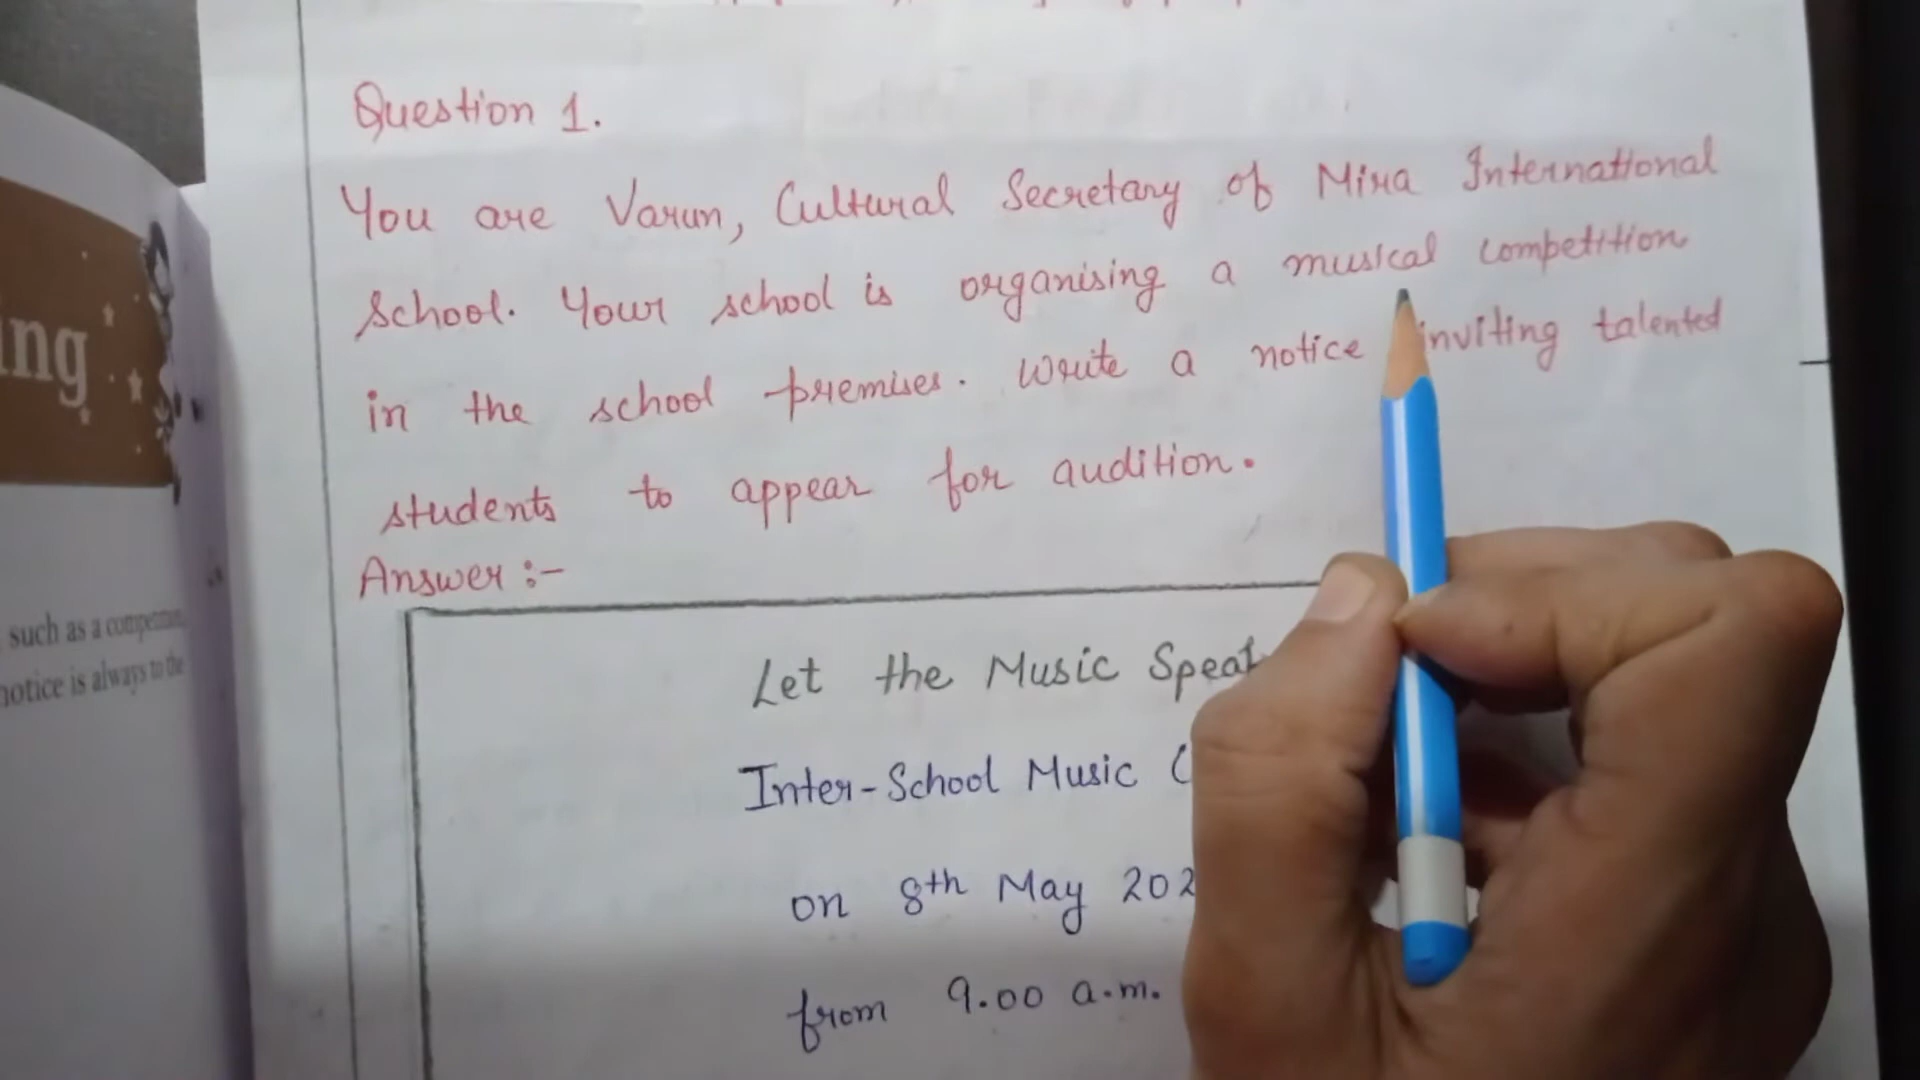 ing
such as a
notice is always to the
Question 1.
You are Varun, Cultural Secretary of Mira International
School. Your school is organising a musical competition
in the school premises. Write a notice inviting talented
students to appear for audition.
Answer :-
Let the Music
Inter-School Music
on 8th May
from 9.00 a.m.